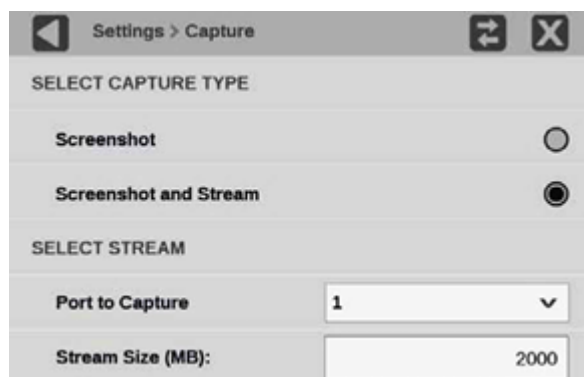 Settings > Capture
SELECT CAPTURE TYPE
Screenshot
Screenshot and Stream
SELECT STREAM
Port to Capture 1
Stream Size (MB): 2000